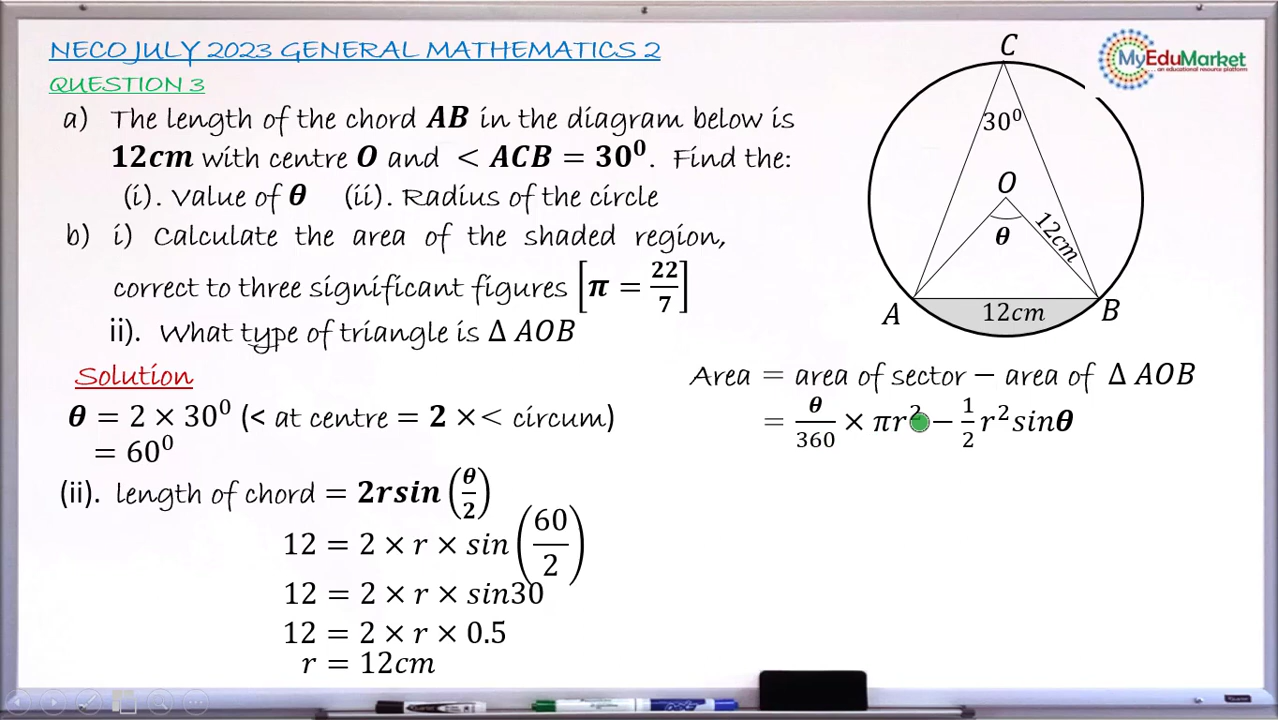 NECO JULY 2023 GENERAL MATHEMATICS 2
QUESTION 3
a) The length of the chord AB in the diagram below is
12cm with centre O and < ACB = 30⁰. Find the:
(i). Value of θ (ii). Radius of the circle
b) i) Calculate the area of the shaded region,
correct to three significant figures [π = 22/7]
ii). What type of triangle is Δ AOB
Solution
θ = 2 × 30⁰ (< at centre = 2 ×< circum)
= 60⁰
(ii). length of chord = 2rsin (θ/2)
12 = 2 × r × sin (60/2)
12 = 2 × r × sin30
12 = 2 × r × 0.5
r = 12cm
C
30⁰
O
θ
12cm
A
12cm
B
MyEduMarket
...an educational resource platform
Area = area of sector − area of Δ AOB
= θ/360 × πr² − 1/2 r²sinθ